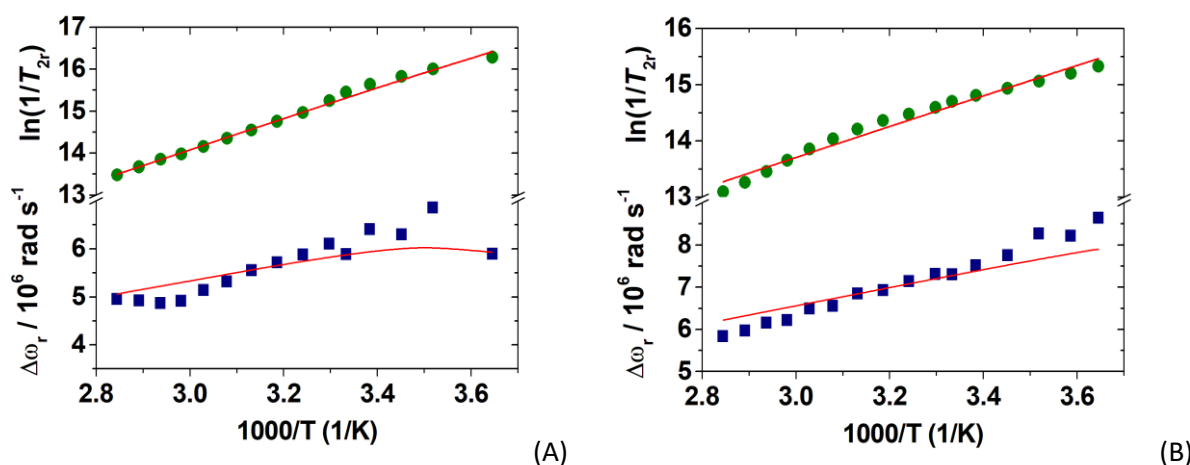 17
16
15
14
13
6
5
4
ln(1/T2r)
Δωr / 10⁶ rad s⁻¹
2.8 3.0 3.2 3.4 3.6
1000/T (1/K)
(A)
16
15
14
13
8
7
6
5
ln(1/T2r)
Δωr / 10⁶ rad s⁻¹
2.8 3.0 3.2 3.4 3.6
1000/T (1/K)
(B)